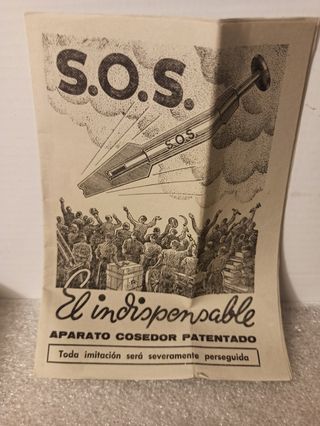 S.O.S.
S.O.S.
El indispensable
APARATO COSEDOR PATENTADO
Toda imitación será severamente perseguida